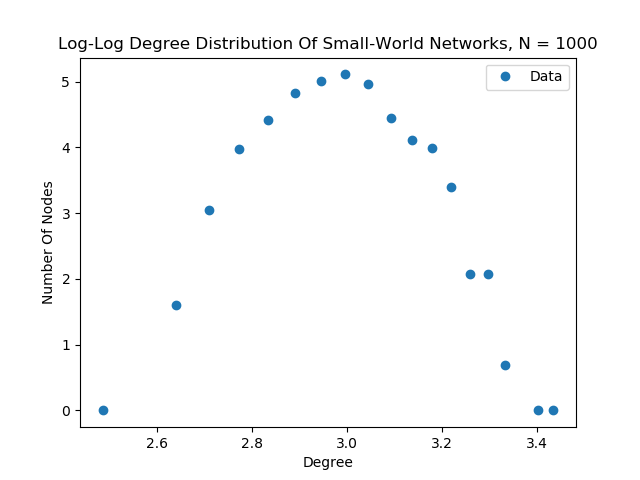 Log-Log Degree Distribution Of Small-World Networks, N = 1000
Data
Number Of Nodes
5
4
3
2
1
0
2.6 2.8 3.0 3.2 3.4
Degree